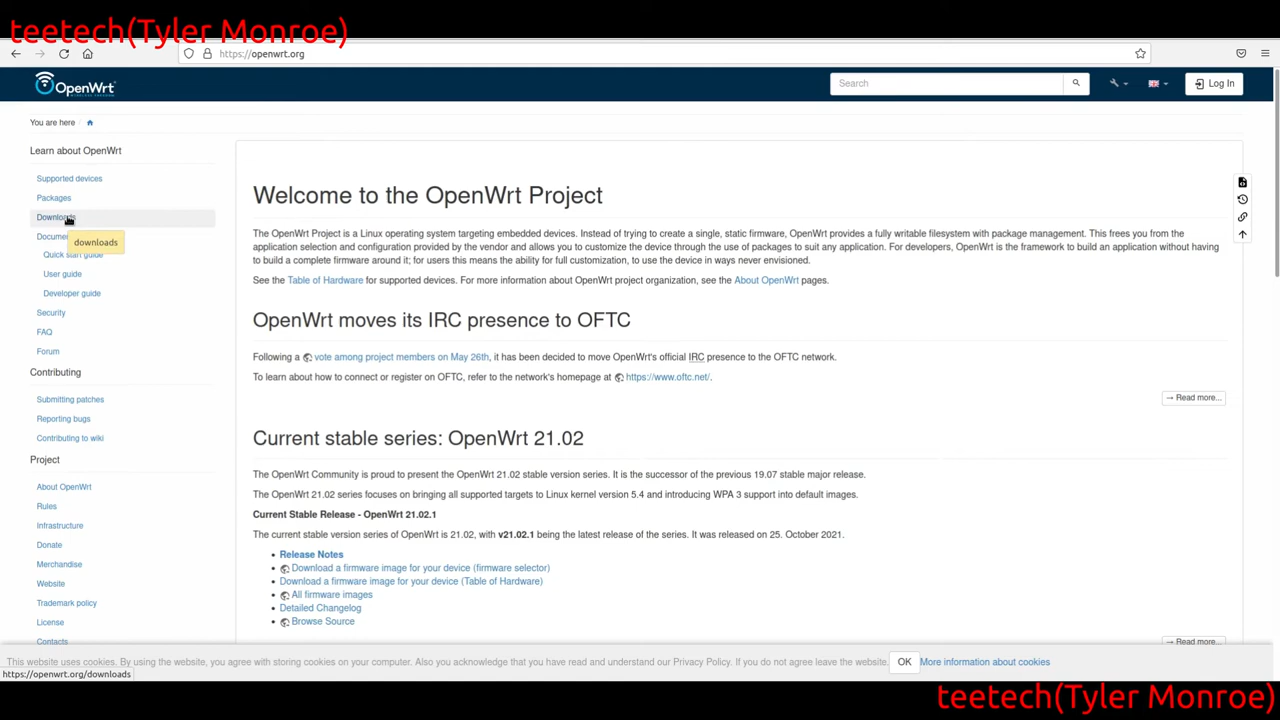 teetech(Tyler Monroe)
https://openwrt.org
OpenWrt
WIRELESS FREEDOM
Search
Log In
You are here /
Learn about OpenWrt
Supported devices
Packages
Downloads
downloads
Docume
Quick start guide
User guide
Developer guide
Security
FAQ
Forum
Contributing
Submitting patches
Reporting bugs
Contributing to wiki
Project
About OpenWrt
Rules
Infrastructure
Donate
Merchandise
Website
Trademark policy
License
Contacts
Welcome to the OpenWrt Project
The OpenWrt Project is a Linux operating system targeting embedded devices. Instead of trying to create a single, static firmware, OpenWrt provides a fully writable filesystem with package management. This frees you from the
application selection and configuration provided by the vendor and allows you to customize the device through the use of packages to suit any application. For developers, OpenWrt is the framework to build an application without having
to build a complete firmware around it; for users this means the ability for full customization, to use the device in ways never envisioned.
See the Table of Hardware for supported devices. For more information about OpenWrt project organization, see the About OpenWrt pages.
OpenWrt moves its IRC presence to OFTC
Following a vote among project members on May 26th, it has been decided to move OpenWrt's official IRC presence to the OFTC network.
To learn about how to connect or register on OFTC, refer to the network's homepage at https://www.oftc.net/.
→ Read more...
Current stable series: OpenWrt 21.02
The OpenWrt Community is proud to present the OpenWrt 21.02 stable version series. It is the successor of the previous 19.07 stable major release.
The OpenWrt 21.02 series focuses on bringing all supported targets to Linux kernel version 5.4 and introducing WPA 3 support into default images.
Current Stable Release - OpenWrt 21.02.1
The current stable version series of OpenWrt is 21.02, with v21.02.1 being the latest release of the series. It was released on 25. October 2021.
• Release Notes
• Download a firmware image for your device (firmware selector)
• Download a firmware image for your device (Table of Hardware)
• All firmware images
• Detailed Changelog
• Browse Source
→ Read more...
This website uses cookies. By using the website, you agree with storing cookies on your computer. Also you acknowledge that you have read and understand our Privacy Policy. If you do not agree leave the website. OK More information about cookies
https://openwrt.org/downloads
teetech(Tyler Monroe)